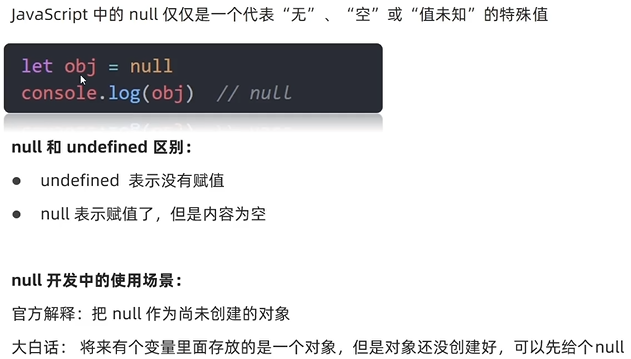 JavaScript 中的 null 仅仅是一个代表“无”、“空”或“值未知”的特殊值
let obj = null
console.log(obj)  // null
null 和 undefined 区别：
● undefined 表示没有赋值
● null 表示赋值了，但是内容为空
null 开发中的使用场景：
官方解释：把 null 作为尚未创建的对象
大白话： 将来有个变量里面存放的是一个对象，但是对象还没创建好，可以先给个null